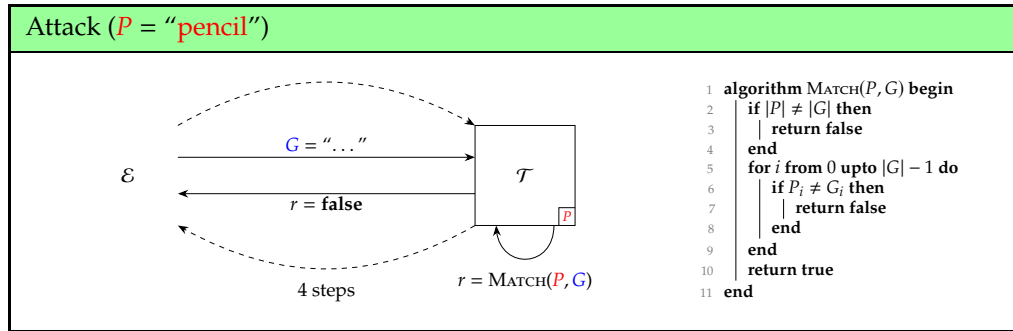 Attack (P = “pencil”)
G = “. . . ”
ℰ
𝒯
r = false
P
4 steps
r = Match(P, G)
1 algorithm Match(P, G) begin
2 if |P| ≠ |G| then
3 return false
4 end
5 for i from 0 upto |G| − 1 do
6 if Pᵢ ≠ Gᵢ then
7 return false
8 end
9 end
10 return true
11 end